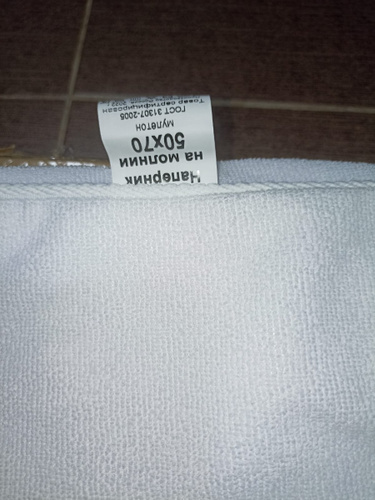 Наперник
на молнии
50х70
мулетон
ГОСТ 31307-2005
Товар сертифицирован